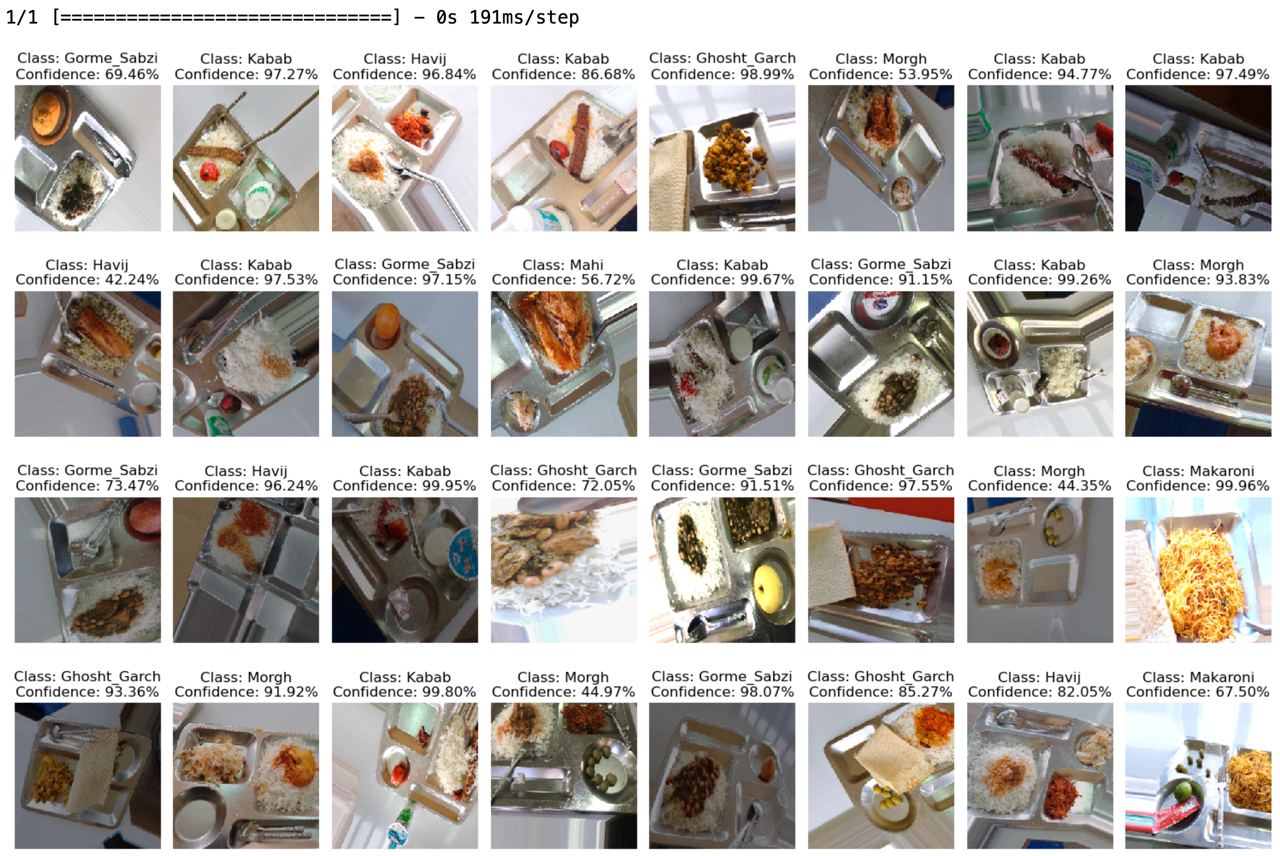 1/1 [==============================] - 0s 191ms/step
Class: Gorme_Sabzi
Confidence: 69.46%
Class: Kabab
Confidence: 97.27%
Class: Havij
Confidence: 96.84%
Class: Kabab
Confidence: 86.68%
Class: Ghosht_Garch
Confidence: 98.99%
Class: Morgh
Confidence: 53.95%
Class: Kabab
Confidence: 94.77%
Class: Kabab
Confidence: 97.49%
Class: Havij
Confidence: 42.24%
Class: Kabab
Confidence: 97.53%
Class: Gorme_Sabzi
Confidence: 97.15%
Class: Mahi
Confidence: 56.72%
Class: Kabab
Confidence: 99.67%
Class: Gorme_Sabzi
Confidence: 91.15%
Class: Kabab
Confidence: 99.26%
Class: Morgh
Confidence: 93.83%
Class: Gorme_Sabzi
Confidence: 73.47%
Class: Havij
Confidence: 96.24%
Class: Kabab
Confidence: 99.95%
Class: Ghosht_Garch
Confidence: 72.05%
Class: Gorme_Sabzi
Confidence: 91.51%
Class: Ghosht_Garch
Confidence: 97.55%
Class: Morgh
Confidence: 44.35%
Class: Makaroni
Confidence: 99.96%
Class: Ghosht_Garch
Confidence: 93.36%
Class: Morgh
Confidence: 91.92%
Class: Kabab
Confidence: 99.80%
Class: Morgh
Confidence: 44.97%
Class: Gorme_Sabzi
Confidence: 98.07%
Class: Ghosht_Garch
Confidence: 85.27%
Class: Havij
Confidence: 82.05%
Class: Makaroni
Confidence: 67.50%